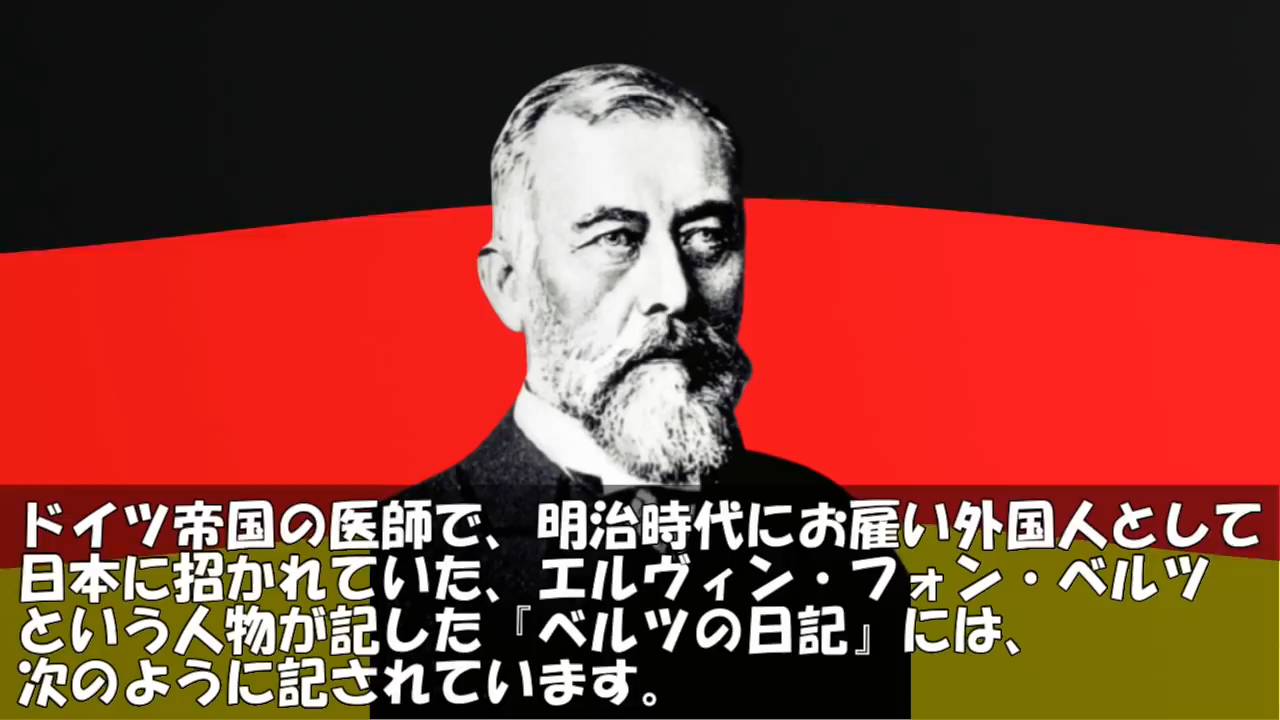 ドイツ帝国の医師で、明治時代にお雇い外国人として
日本に招かれていた、エルヴィン・フォン・ベルツ
という人物が記した『ベルツの日記』には、
次のように記されています。